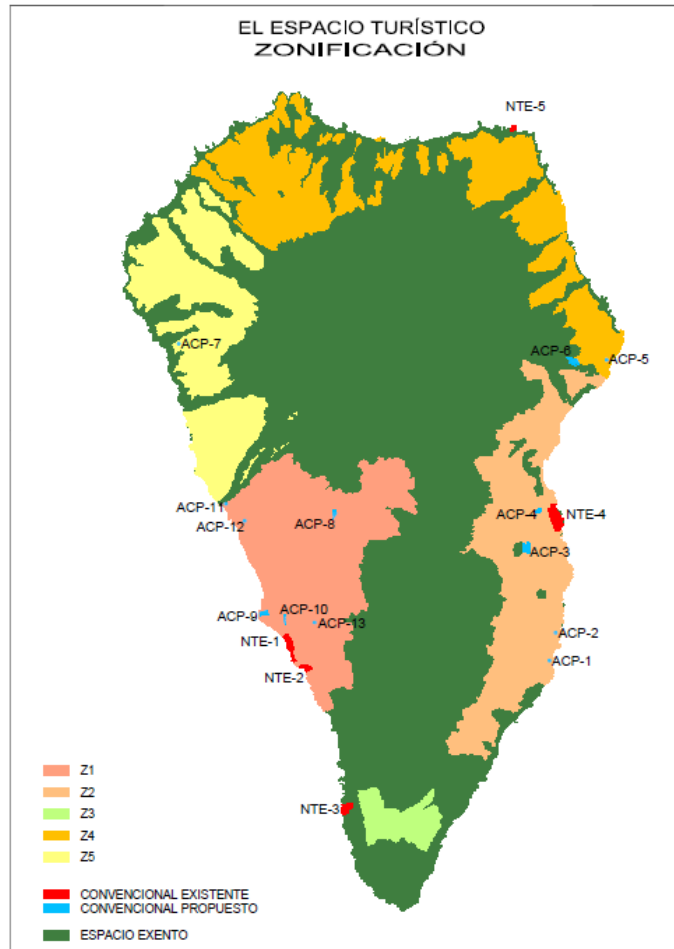 EL ESPACIO TURÍSTICO
ZONIFICACIÓN
NTE-5
ACP-7
ACP-6
ACP-5
ACP-11
ACP-12
ACP-8
ACP-4
NTE-4
ACP-3
ACP-9
ACP-10
ACP-13
ACP-2
NTE-1
ACP-1
NTE-2
NTE-3
Z1
Z2
Z3
Z4
Z5
CONVENCIONAL EXISTENTE
CONVENCIONAL PROPUESTO
ESPACIO EXENTO